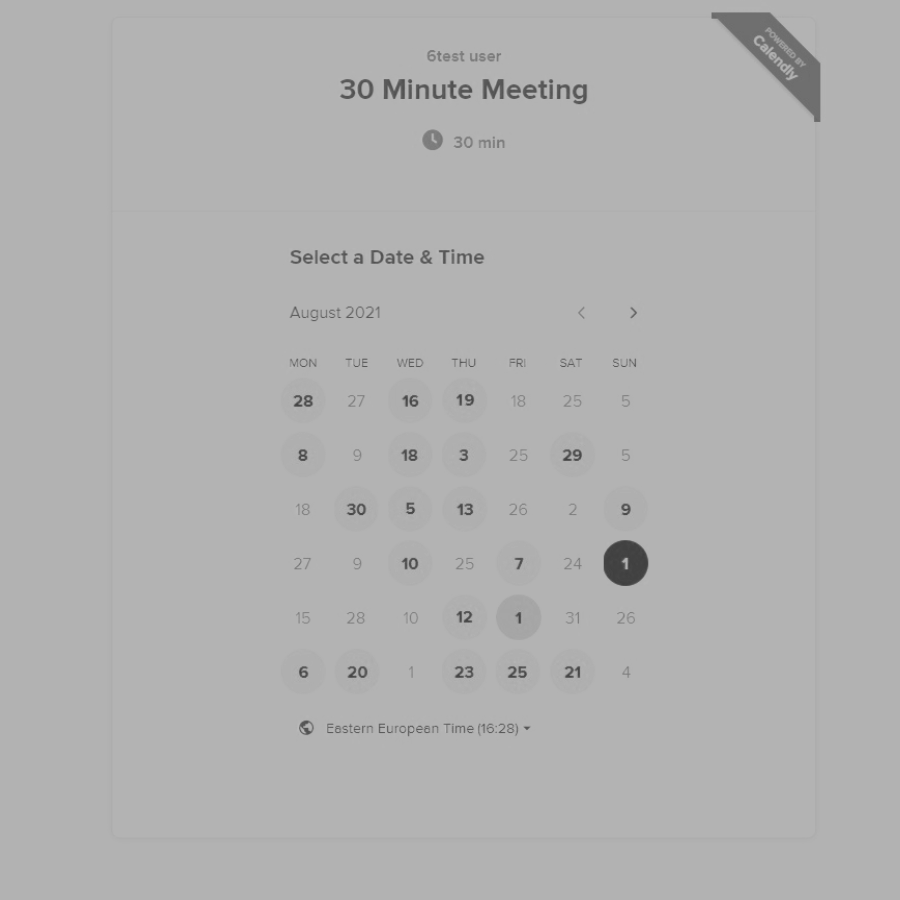 POWERED BY
Calendly
6test user
30 Minute Meeting
30 min
Select a Date & Time
August 2021
MON TUE WED THU FRI SAT SUN
28 27 16 19 18 25 5
8 9 18 3 25 29 5
18 30 5 13 26 2 9
27 9 10 25 7 24 1
15 28 10 12 1 31 26
6 20 1 23 25 21 4
Eastern European Time (16:28)